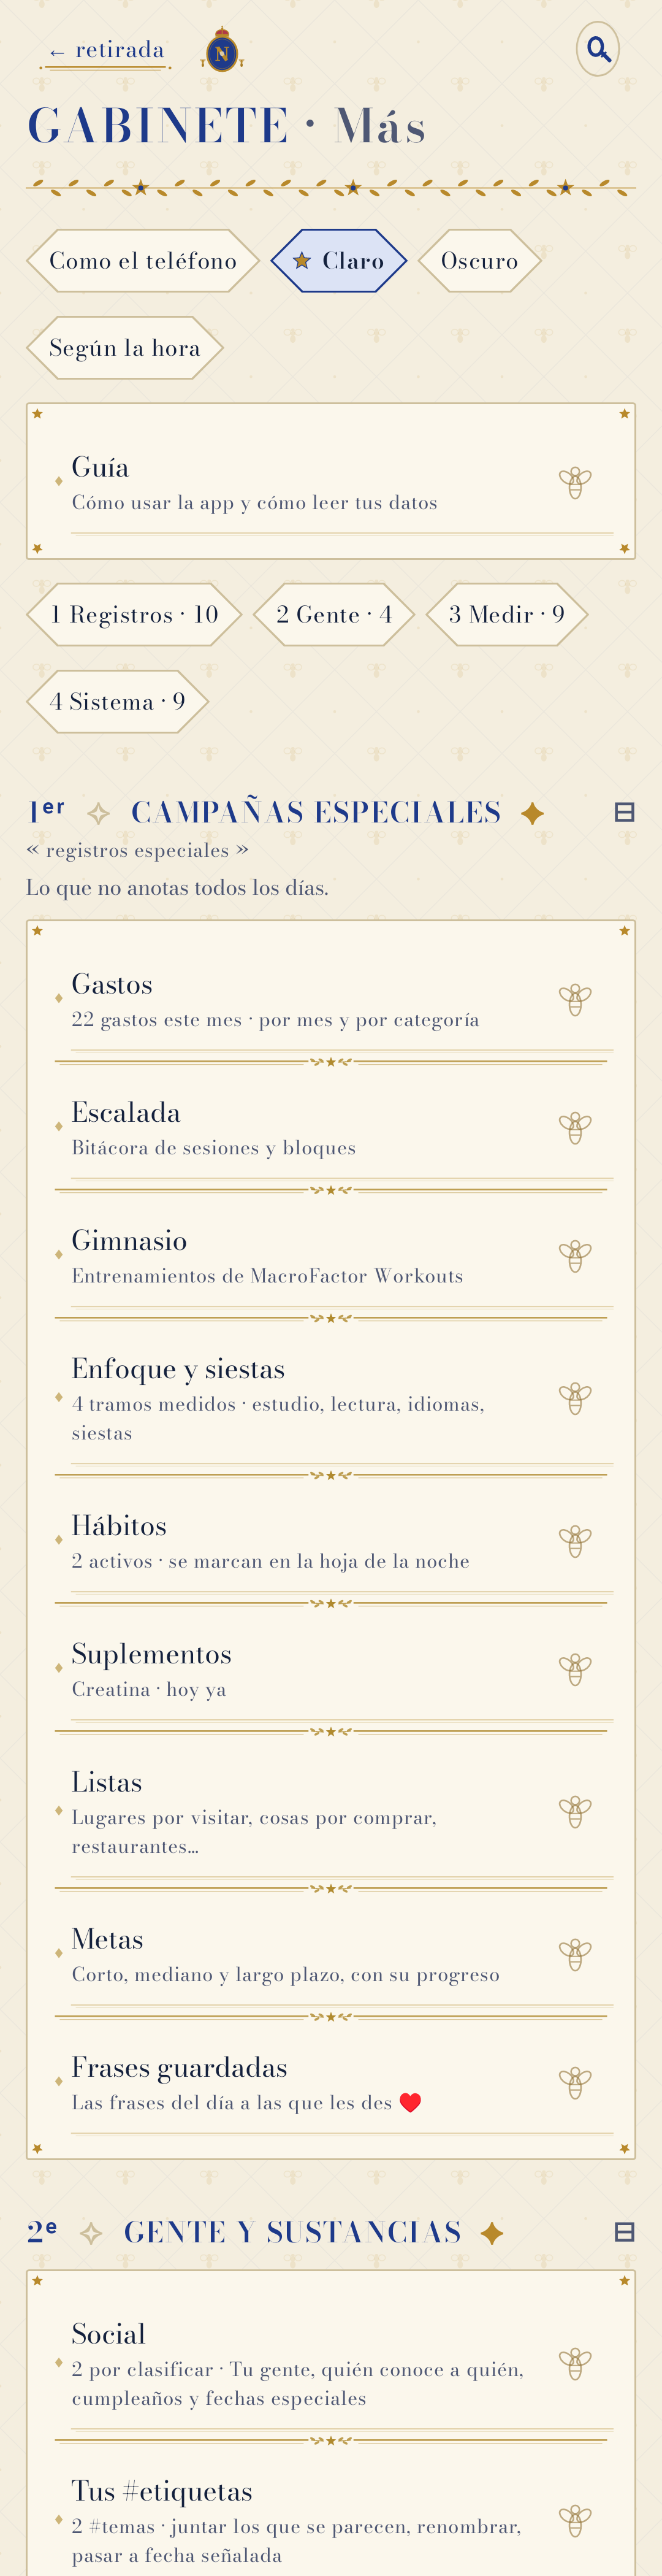 ← retirada
N
GABINETE · Más
Como el teléfono
Claro
Oscuro
Según la hora
Guía
Cómo usar la app y cómo leer tus datos
1 Registros · 10
2 Gente · 4
3 Medir · 9
4 Sistema · 9
1er CAMPAÑAS ESPECIALES
« registros especiales »
Lo que no anotas todos los días.
Gastos
22 gastos este mes · por mes y por categoría
Escalada
Bitácora de sesiones y bloques
Gimnasio
Entrenamientos de MacroFactor Workouts
Enfoque y siestas
4 tramos medidos · estudio, lectura, idiomas,
siestas
Hábitos
2 activos · se marcan en la hoja de la noche
Suplementos
Creatina · hoy ya
Listas
Lugares por visitar, cosas por comprar,
restaurantes…
Metas
Corto, mediano y largo plazo, con su progreso
Frases guardadas
Las frases del día a las que les des ❤️
2e GENTE Y SUSTANCIAS
Social
2 por clasificar · Tu gente, quién conoce a quién,
cumpleaños y fechas especiales
Tus #etiquetas
2 #temas · juntar los que se parecen, renombrar,
pasar a fecha señalada